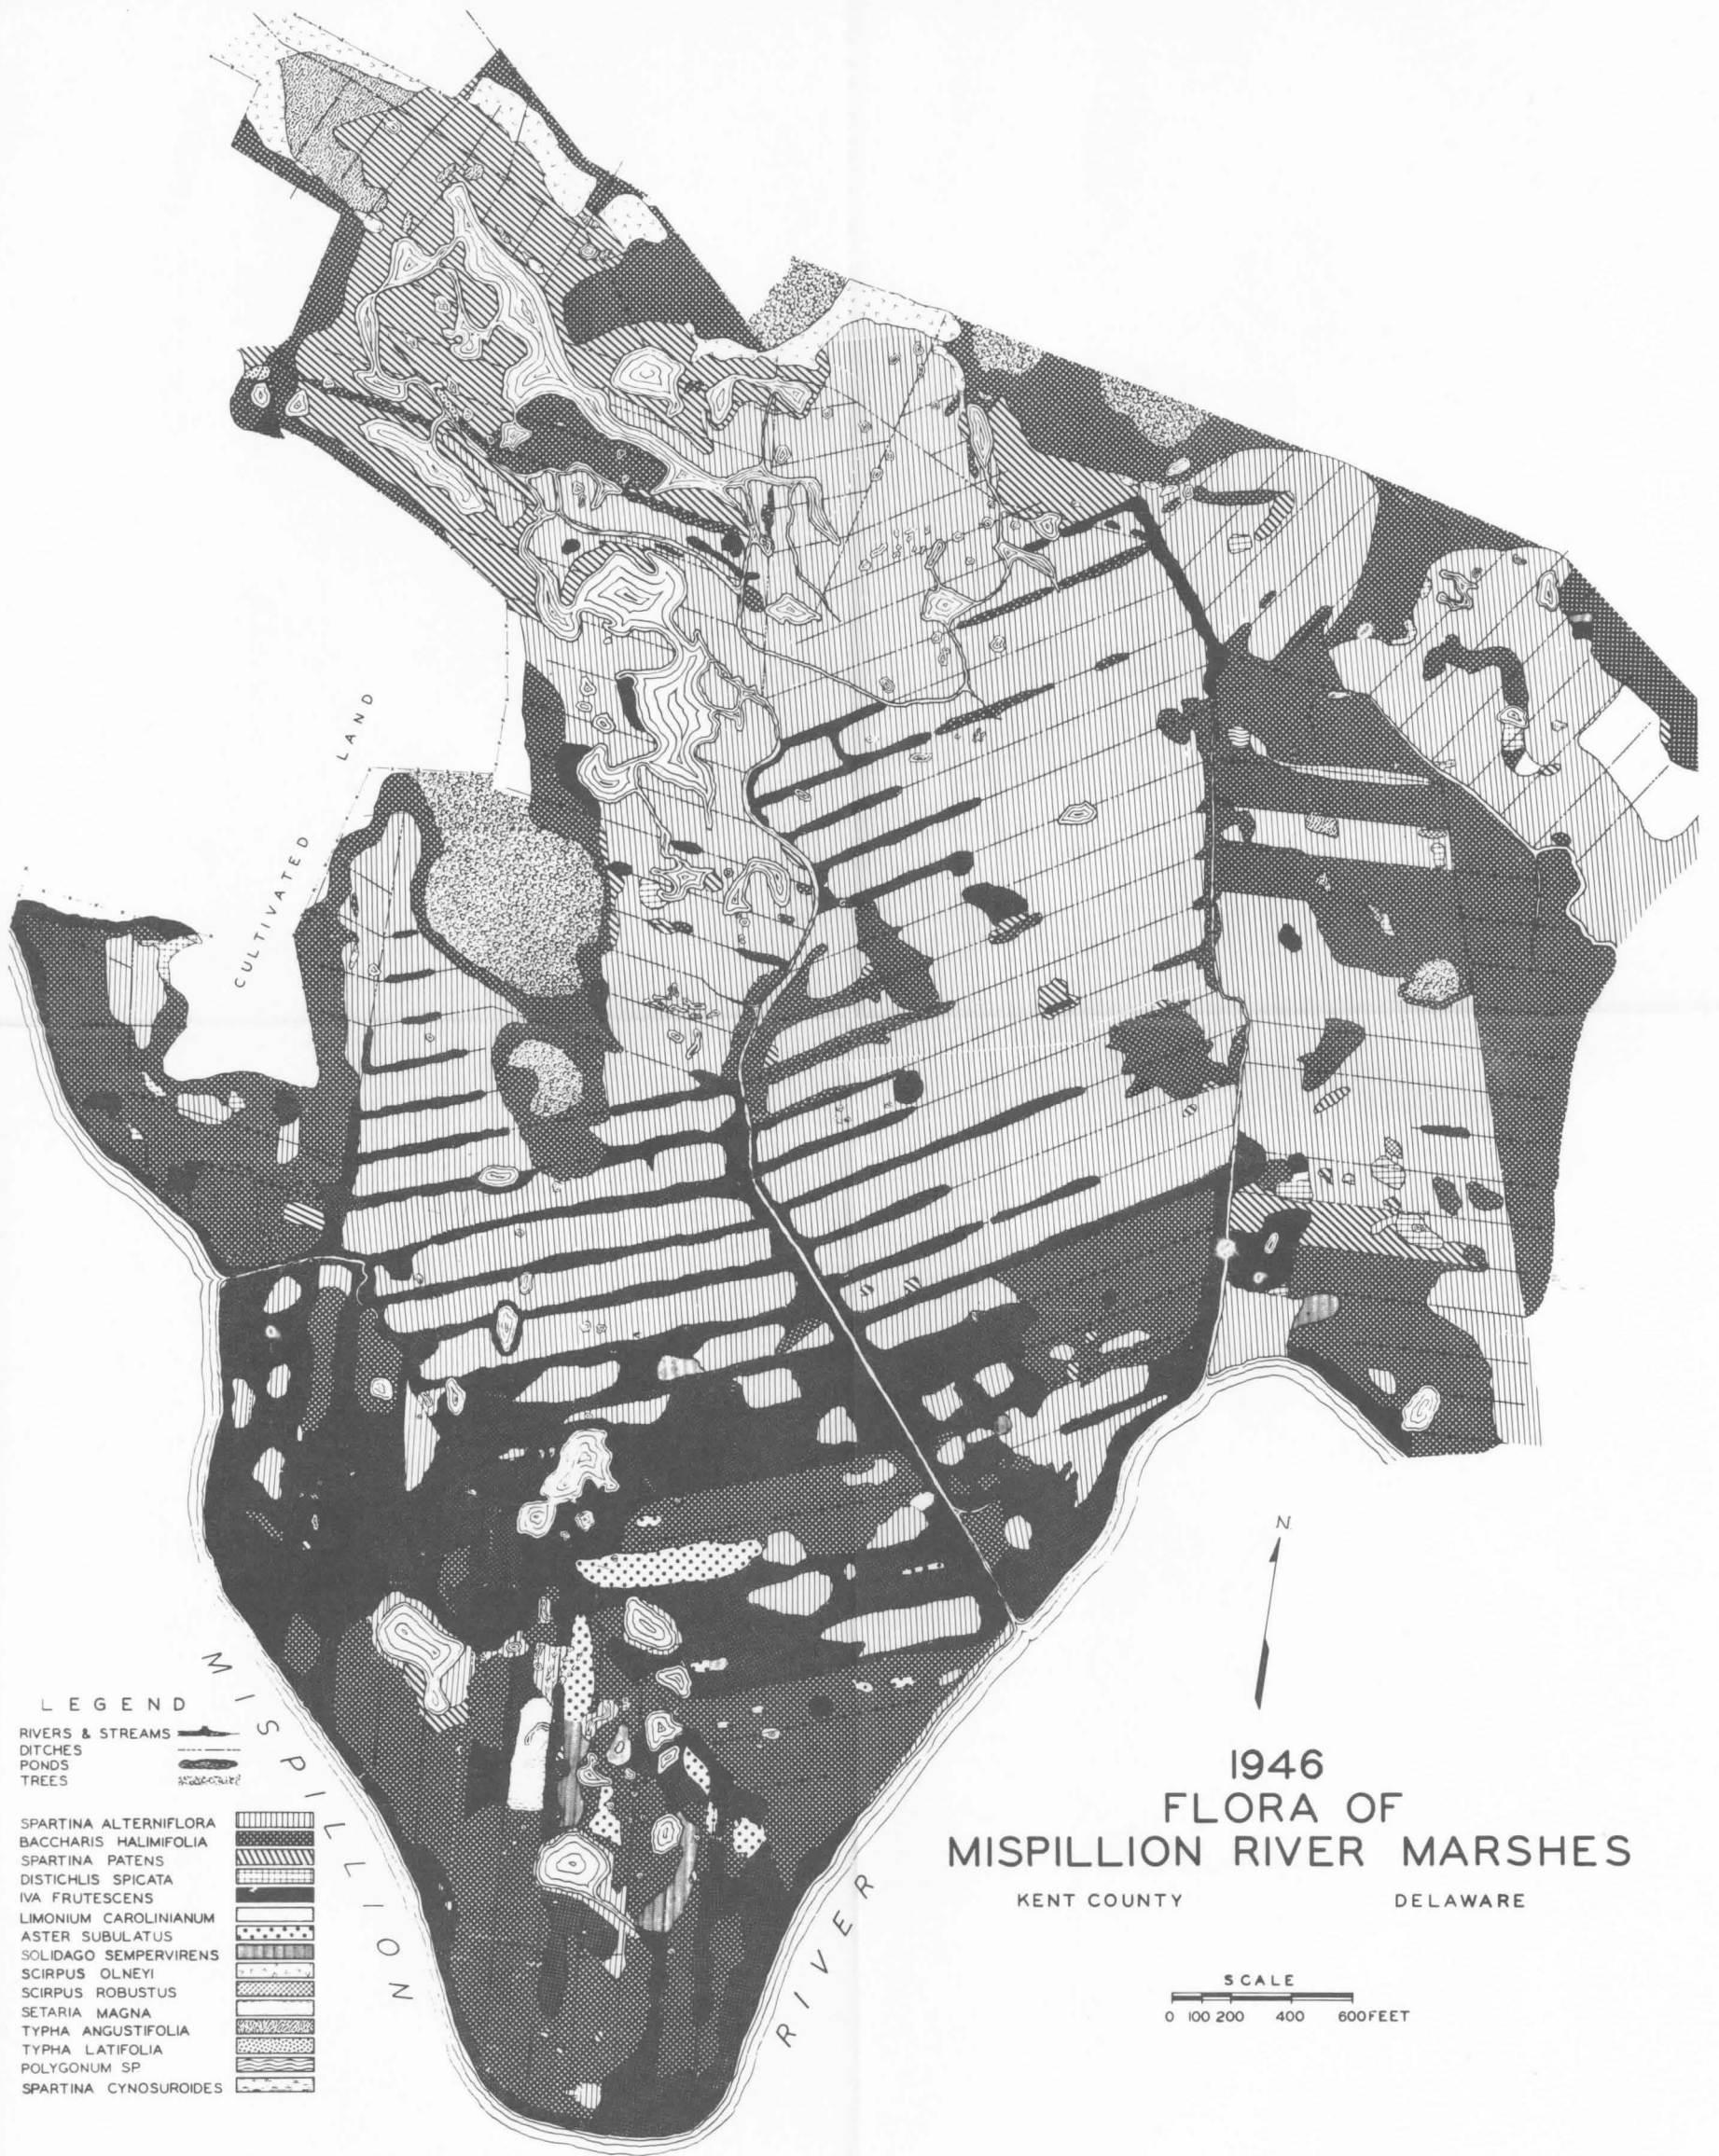 CULTIVATED LAND
N
MISPILLION RIVER
LEGEND
RIVERS & STREAMS
DITCHES
PONDS
TREES
SPARTINA ALTERNIFLORA
BACCHARIS HALIMIFOLIA
SPARTINA PATENS
DISTICHLIS SPICATA
IVA FRUTESCENS
LIMONIUM CAROLINIANUM
ASTER SUBULATUS
SOLIDAGO SEMPERVIRENS
SCIRPUS OLNEYI
SCIRPUS ROBUSTUS
SETARIA MAGNA
TYPHA ANGUSTIFOLIA
TYPHA LATIFOLIA
POLYGONUM SP
SPARTINA CYNOSUROIDES
1946
FLORA OF
MISPILLION RIVER MARSHES
KENT COUNTY DELAWARE
SCALE
0 100 200 400 600 FEET